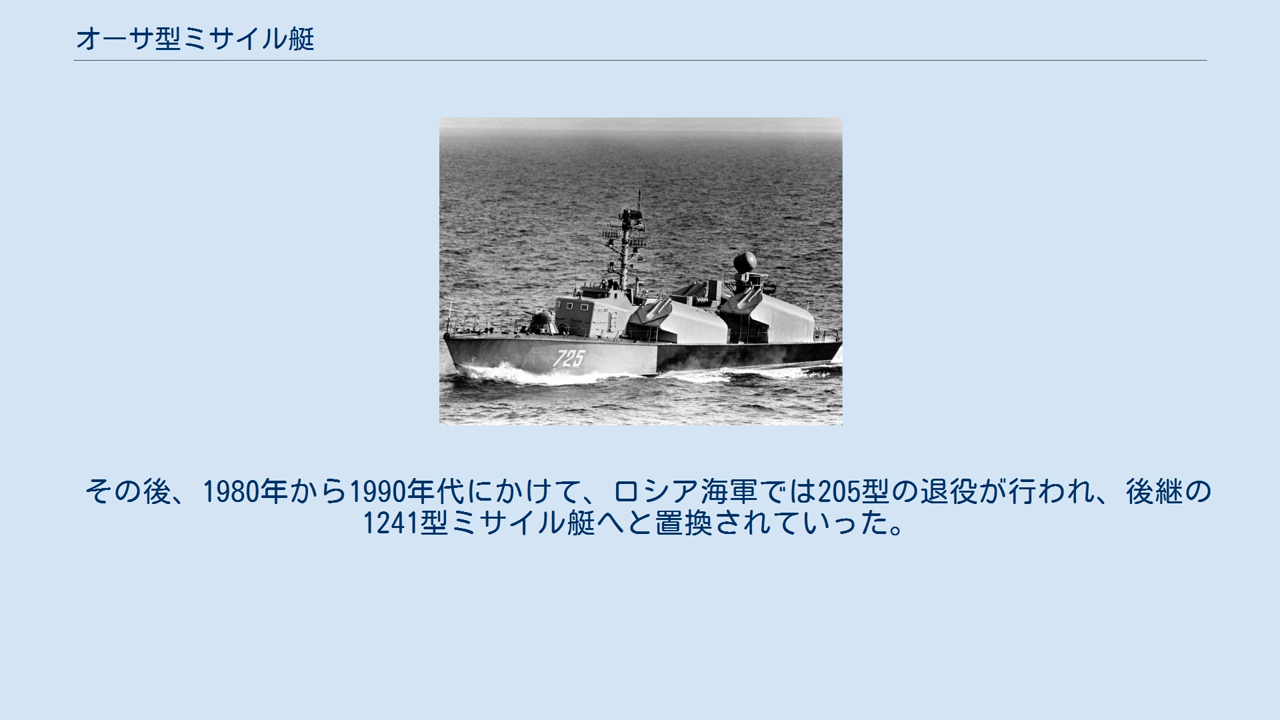 オーサ型ミサイル艇
725
その後、1980年から1990年代にかけて、ロシア海軍では205型の退役が行われ、後継の
1241型ミサイル艇へと置換されていった。